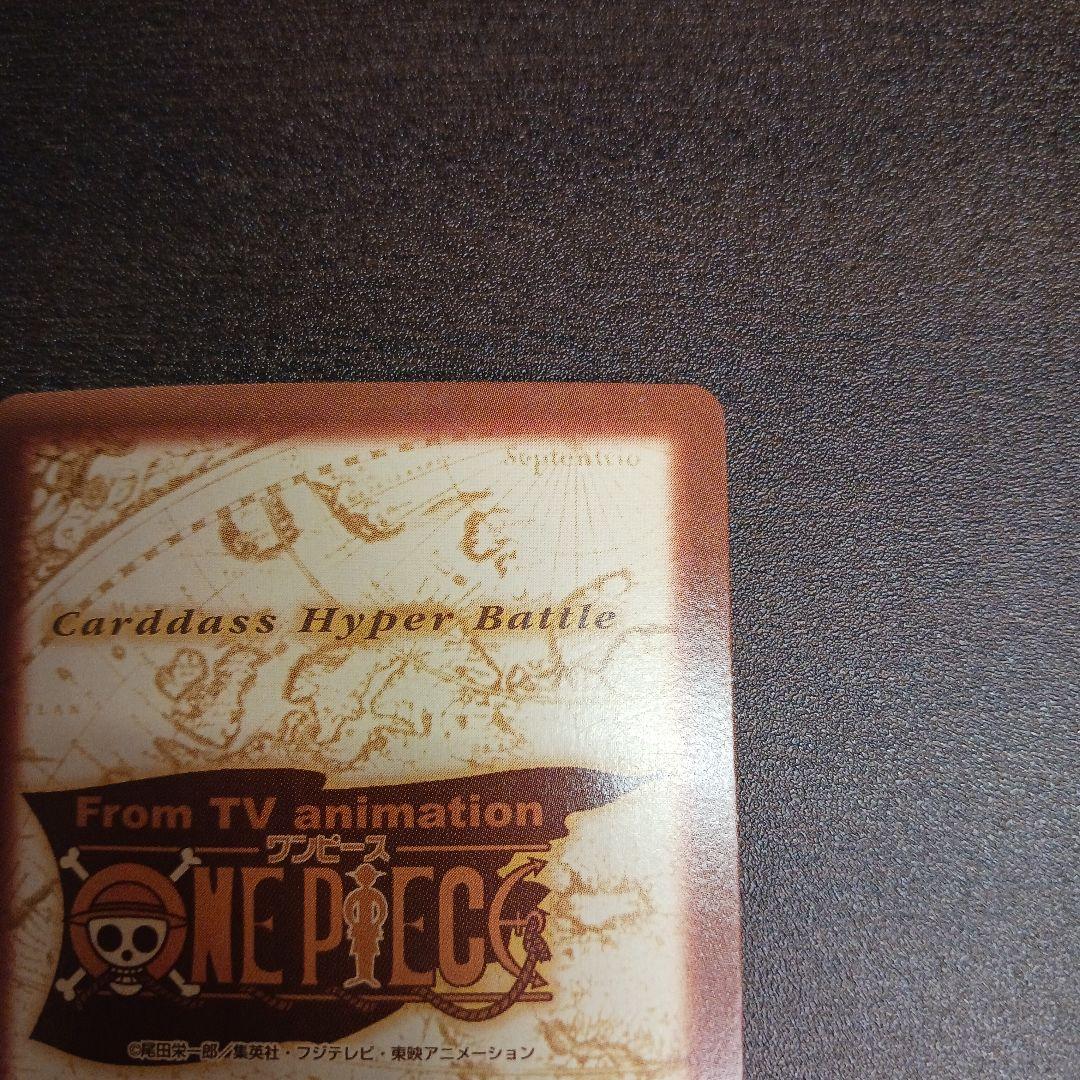 Septentrio
Carddass Hyper Battle
From TV animation
ワンピース
ONE PIECE
©尾田栄一郎/集英社・フジテレビ・東映アニメーション